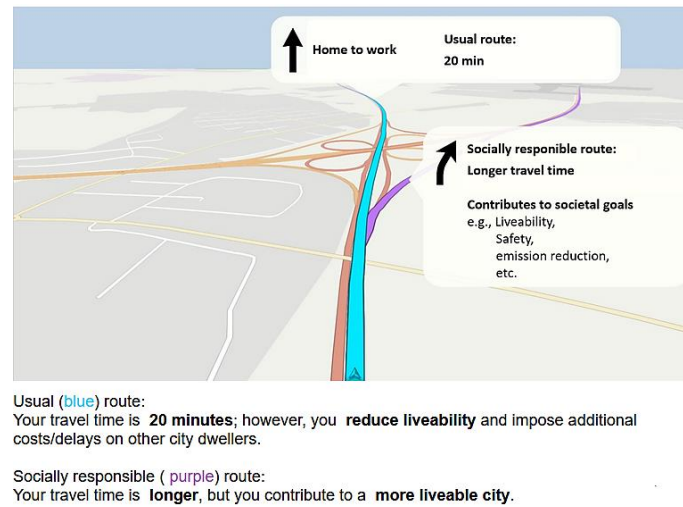 Home to work
Usual route:
20 min
Socially responible route:
Longer travel time
Contributes to societal goals
e.g., Liveability,
Safety,
emission reduction,
etc.
Usual (blue) route:
Your travel time is 20 minutes; however, you reduce liveability and impose additional
costs/delays on other city dwellers.
Socially responsible ( purple) route:
Your travel time is longer, but you contribute to a more liveable city.